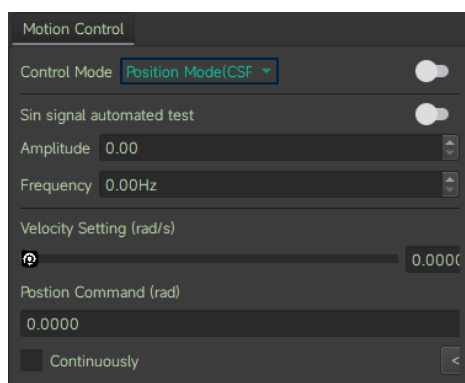 Motion Control
Control Mode Position Mode(CSF
Sin signal automated test
Amplitude 0.00
Frequency 0.00Hz
Velocity Setting (rad/s)
0.0000
Postion Command (rad)
0.0000
Continuously <